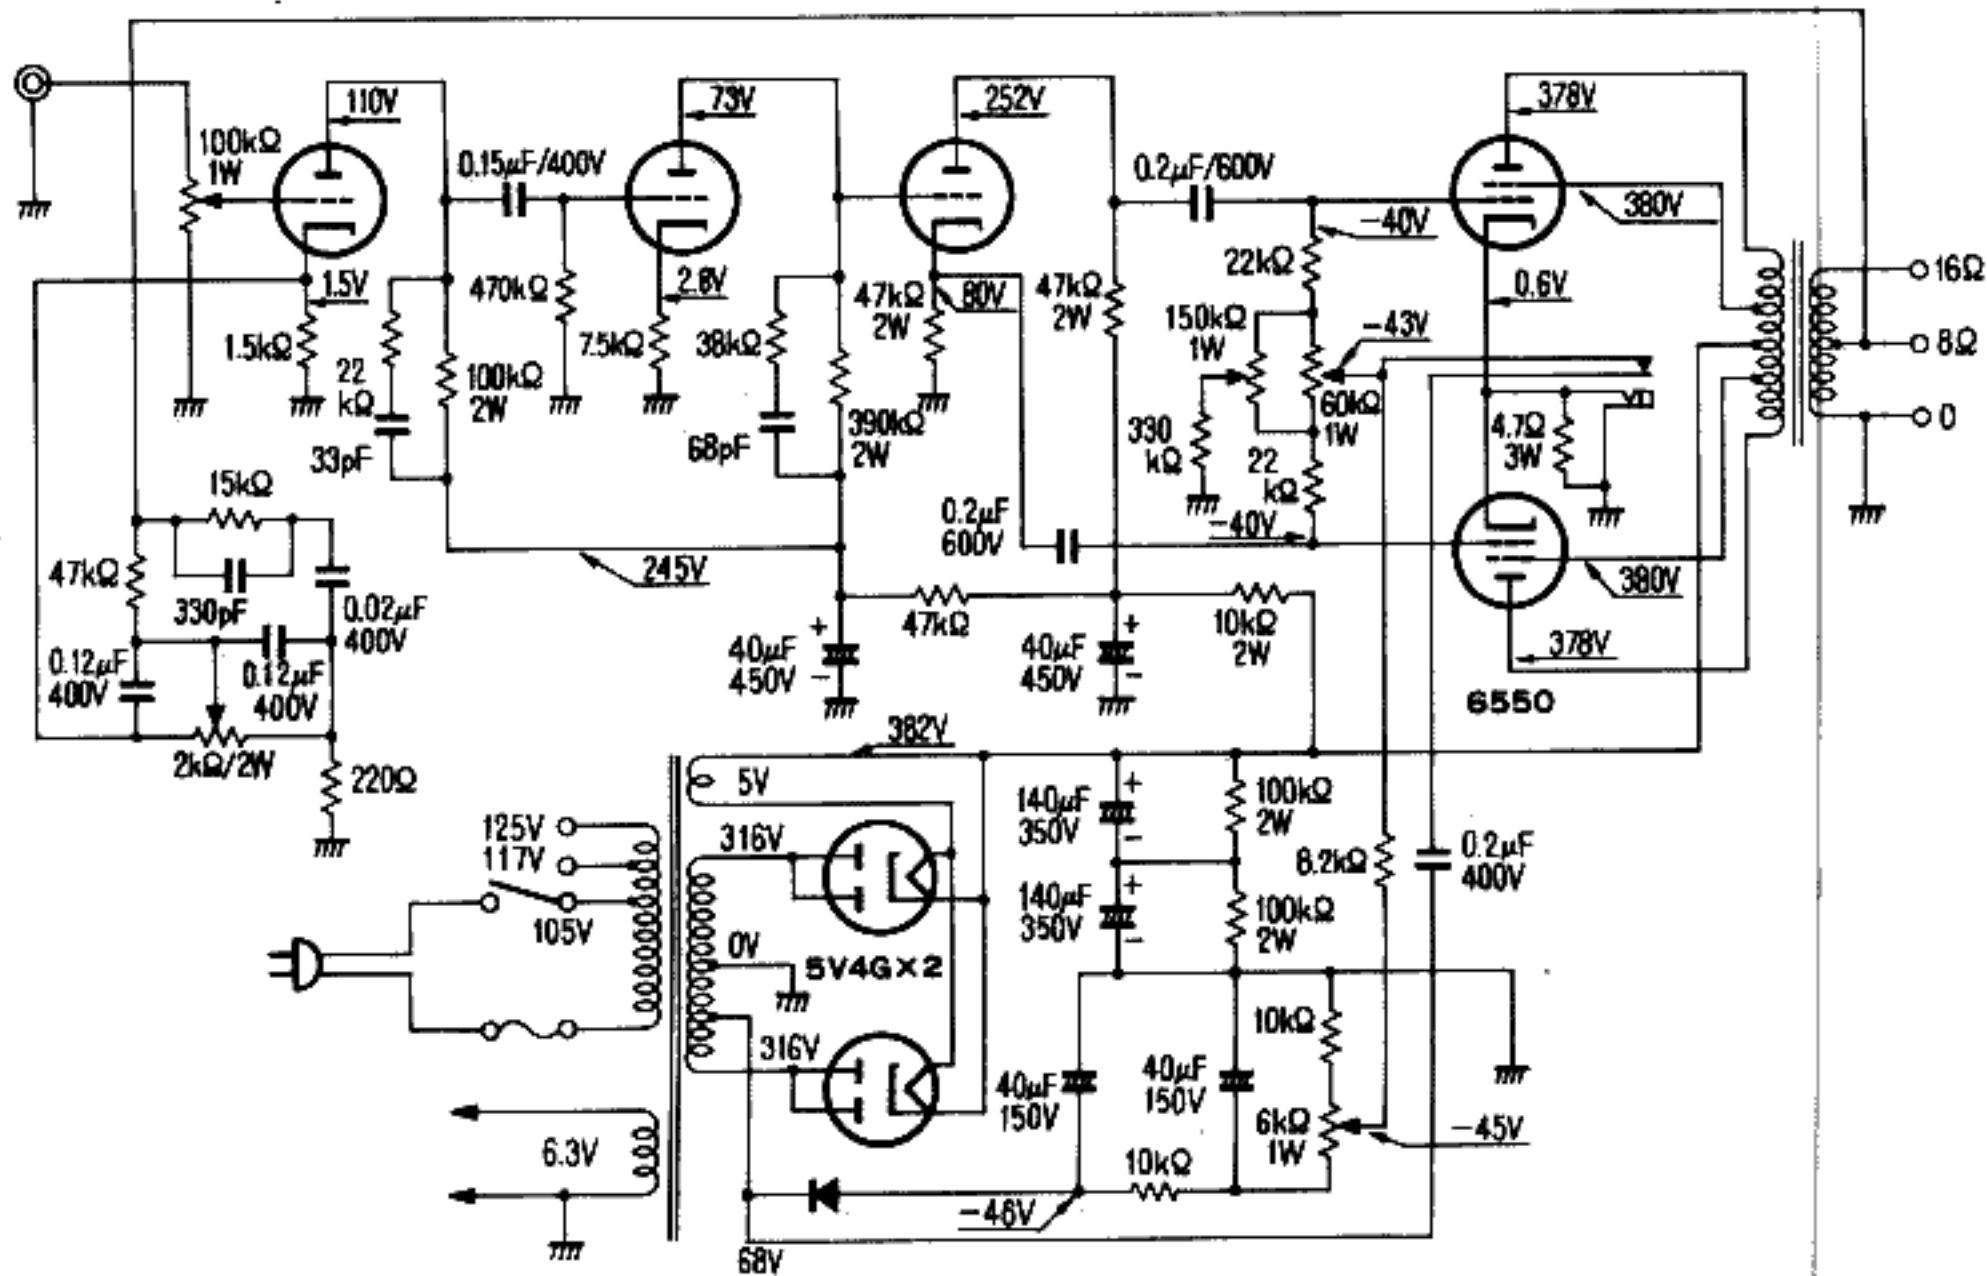 110V
73V
252V
378V
100kΩ
1W
0.15μF/400V
0.2μF/600V
380V
-40V
22kΩ
1.5V
470kΩ
2.8V
47kΩ
2W
80V
47kΩ
2W
0.6V
16Ω
150kΩ
1W
-43V
8Ω
1.5kΩ
22
kΩ
100kΩ
2W
7.5kΩ
38kΩ
60kΩ
1W
0
33pF
68pF
390kΩ
2W
330
kΩ
22
kΩ
4.7Ω
3W
15kΩ
0.2μF
600V
-40V
47kΩ
330pF
0.02μF
400V
245V
380V
47kΩ
10kΩ
2W
0.12μF
400V
0.12μF
400V
40μF
450V
40μF
450V
378V
6550
2kΩ/2W
220Ω
382V
5V
125V
117V
105V
316V
140μF
350V
100kΩ
2W
8.2kΩ
0.2μF
400V
140μF
350V
100kΩ
2W
0V
5V4G×2
316V
40μF
150V
40μF
150V
10kΩ
6kΩ
1W
-45V
6.3V
10kΩ
-46V
68V
+
-
+
-
+
-
+
-